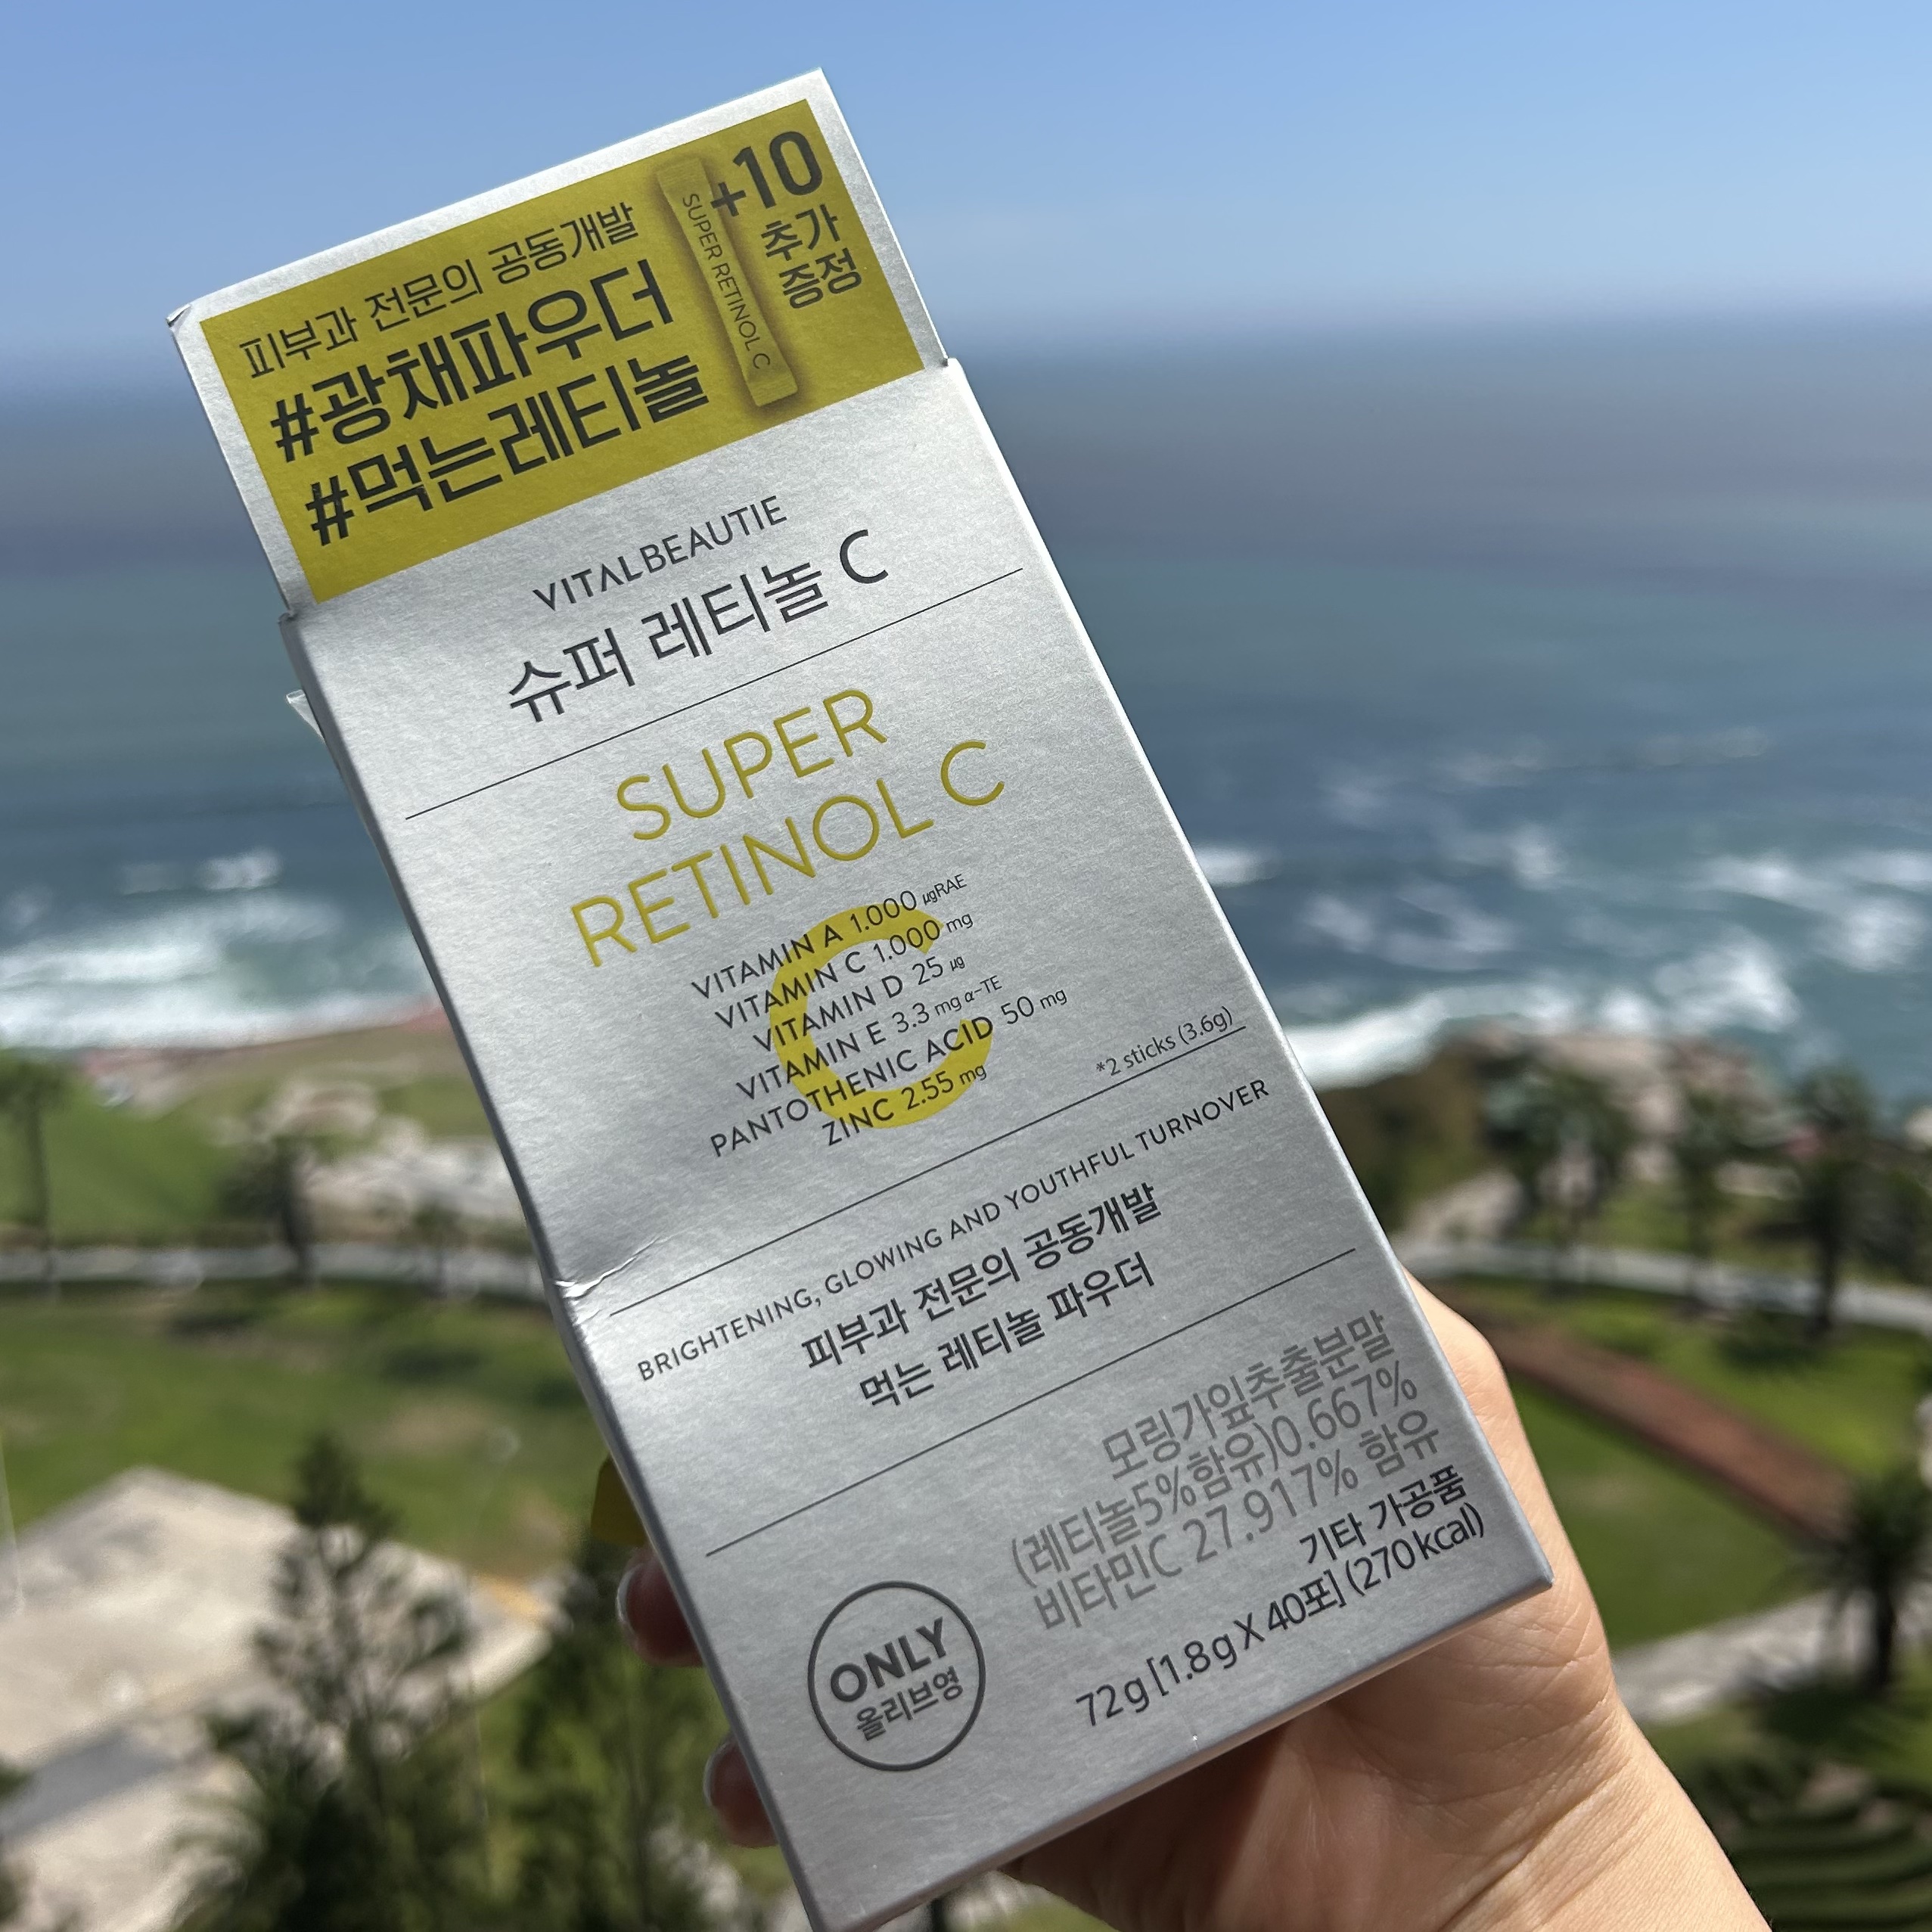 피부과 전문의 공동개발
#광채파우더
#먹는레티놀
SUPER RETINOL C
+10
추가
증정
VITALBEAUTIE
슈퍼 레티놀 C
SUPER
RETINOL C
C
VITAMIN A 1.000 μgRAE
VITAMIN C 1.000 mg
VITAMIN D 25 μg
VITAMIN E 3.3 mg α-TE
PANTOTHENIC ACID 50 mg
ZINC 2.55 mg
*2 sticks (3.6g)
BRIGHTENING, GLOWING AND YOUTHFUL TURNOVER
피부과 전문의 공동개발
먹는 레티놀 파우더
모링가잎추출분말
(레티놀5%함유)0.667%
비타민C 27.917% 함유
기타 가공품
72g [1.8g X 40포] (270 kcal)
ONLY
올리브영